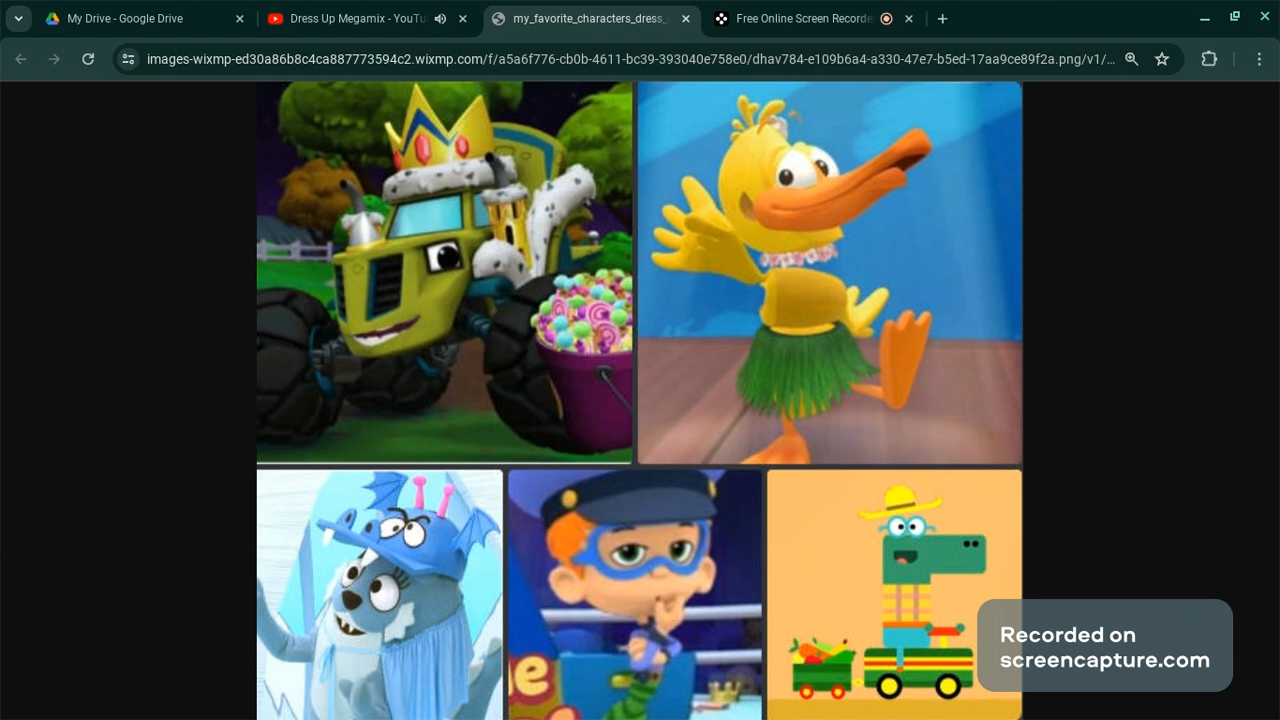 My Drive - Google Drive
Dress Up Megamix - YouTu
my_favorite_characters_dress_
Free Online Screen Recorde
images-wixmp-ed30a86b8c4ca887773594c2.wixmp.com/f/a5a6f776-cb0b-4611-bc39-393040e758e0/dhav784-e109b6a4-a330-47e7-b5ed-17aa9ce89f2a.png/v1/...
Recorded on
screencapture.com